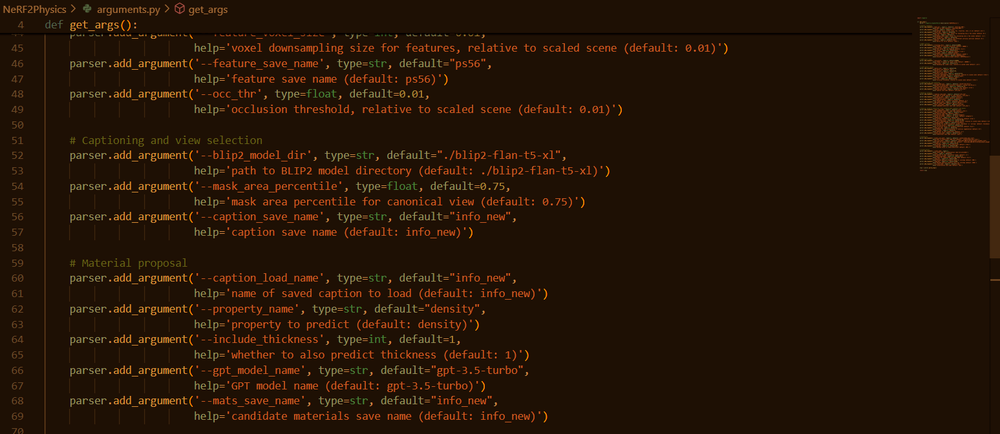 NeRF2Physics > arguments.py > get_args
4 def get_args():
44 parser.add_argument('--feature_voxel_size', type=int, default=0.01,
45 help='voxel downsampling size for features, relative to scaled scene (default: 0.01)')
46 parser.add_argument('--feature_save_name', type=str, default="ps56",
47 help='feature save name (default: ps56)')
48 parser.add_argument('--occ_thr', type=float, default=0.01,
49 help='occlusion threshold, relative to scaled scene (default: 0.01)')
50
51 # Captioning and view selection
52 parser.add_argument('--blip2_model_dir', type=str, default="./blip2-flan-t5-xl",
53 help='path to BLIP2 model directory (default: ./blip2-flan-t5-xl)')
54 parser.add_argument('--mask_area_percentile', type=float, default=0.75,
55 help='mask area percentile for canonical view (default: 0.75)')
56 parser.add_argument('--caption_save_name', type=str, default="info_new",
57 help='caption save name (default: info_new)')
58
59 # Material proposal
60 parser.add_argument('--caption_load_name', type=str, default="info_new",
61 help='name of saved caption to load (default: info_new)')
62 parser.add_argument('--property_name', type=str, default="density",
63 help='property to predict (default: density)')
64 parser.add_argument('--include_thickness', type=int, default=1,
65 help='whether to also predict thickness (default: 1)')
66 parser.add_argument('--gpt_model_name', type=str, default="gpt-3.5-turbo",
67 help='GPT model name (default: gpt-3.5-turbo)')
68 parser.add_argument('--mats_save_name', type=str, default="info_new",
69 help='candidate materials save name (default: info_new)')
70